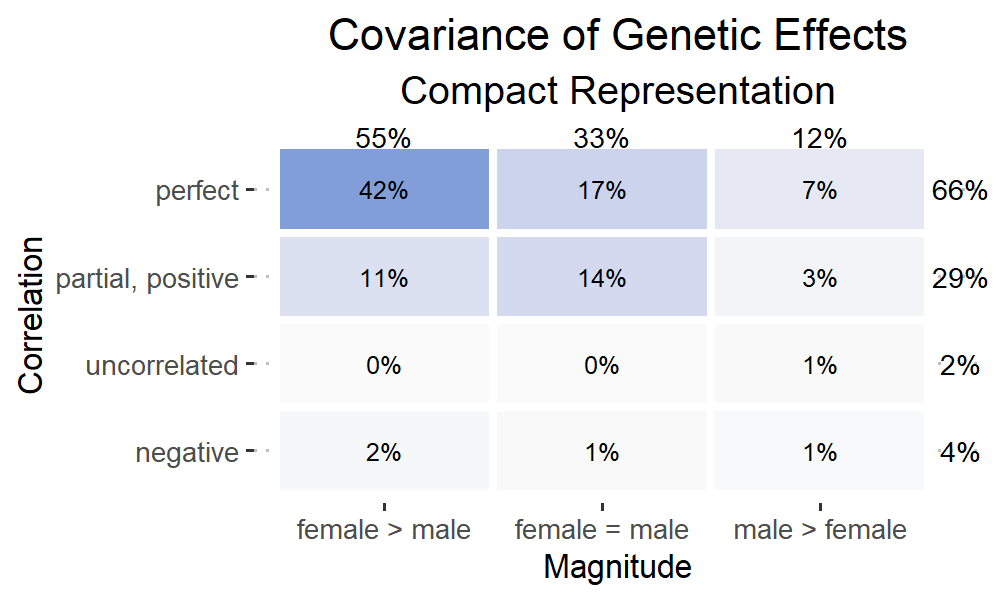 Covariance of Genetic Effects
Compact Representation
55% 33% 12%
perfect 42% 17% 7% 66%
partial, positive 11% 14% 3% 29%
uncorrelated 0% 0% 1% 2%
negative 2% 1% 1% 4%
female > male female = male male > female
Magnitude
Correlation